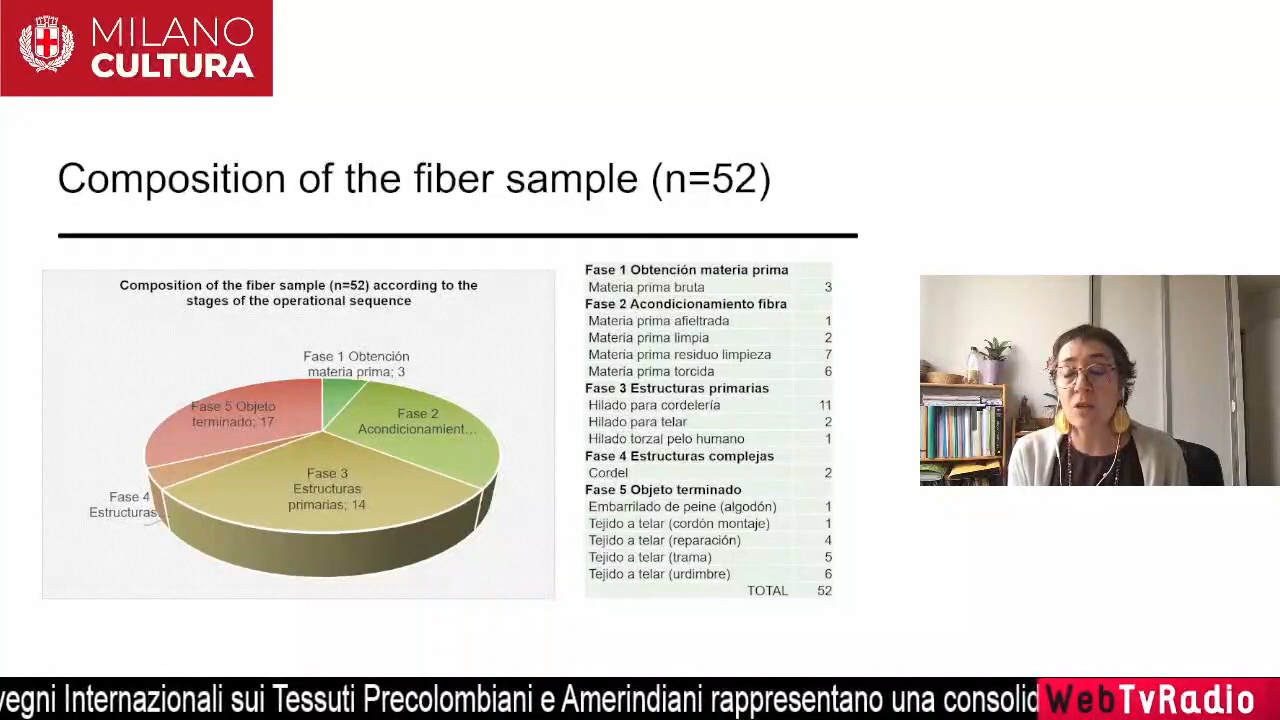 MILANO
CULTURA
Composition of the fiber sample (n=52)
Composition of the fiber sample (n=52) according to the
stages of the operational sequence
Fase 1 Obtención
materia prima; 3
Fase 5 Objeto
terminado; 17
Fase 2
Acondicionamient...
Fase 3
Estructuras
primarias; 14
Fase 4
Estructuras...
Fase 1 Obtención materia prima
Materia prima bruta 3
Fase 2 Acondicionamiento fibra
Materia prima afieltrada 1
Materia prima limpia 2
Materia prima residuo limpieza 7
Materia prima torcida 6
Fase 3 Estructuras primarias
Hilado para cordelería 11
Hilado para telar 2
Hilado torzal pelo humano 1
Fase 4 Estructuras complejas
Cordel 2
Fase 5 Objeto terminado
Embarrilado de peine (algodón) 1
Tejido a telar (cordón montaje) 1
Tejido a telar (reparación) 4
Tejido a telar (trama) 5
Tejido a telar (urdimbre) 6
TOTAL 52
vegni Internazionali sui Tessuti Precolombiani e Amerindiani rappresentano una consolid
WebTvRadio